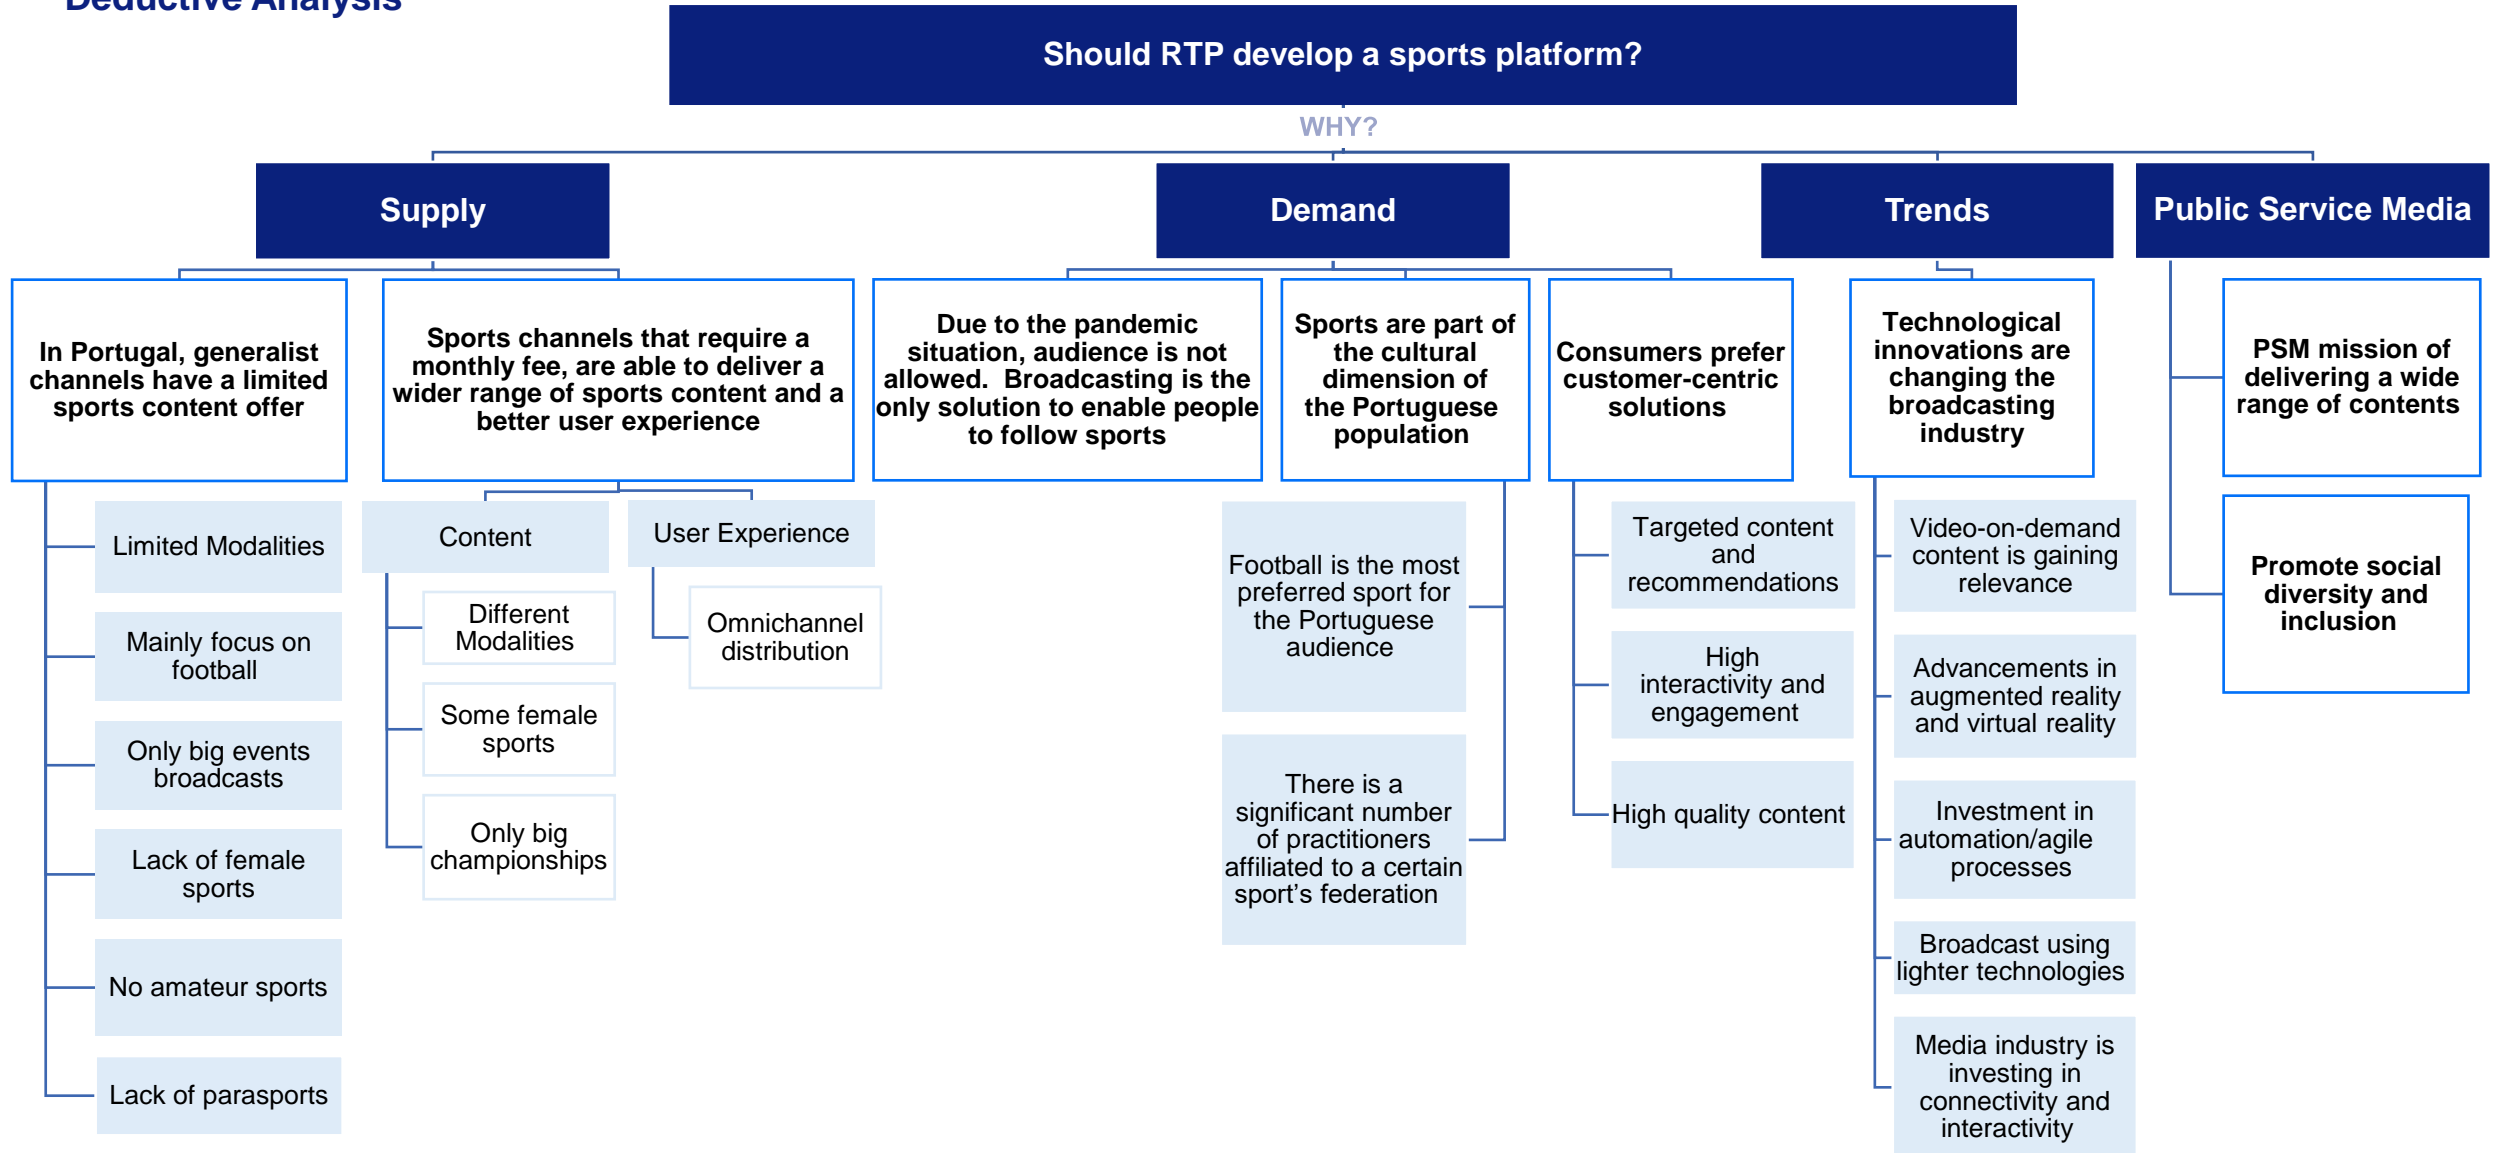 Deductive Analysis
Should RTP develop a sports platform?
WHY?
Supply
Demand
Trends
Public Service Media
In Portugal, generalist
channels have a limited
sports content offer
Limited Modalities
Mainly focus on
football
Only big events
broadcasts
Lack of female
sports
No amateur sports
Lack of parasports
Sports channels that require a
monthly fee, are able to deliver a
wider range of sports content and a
better user experience
Content
Different
Modalities
Some female
sports
Only big
championships
User Experience
Omnichannel
distribution
Due to the pandemic
situation, audience is not
allowed. Broadcasting is the
only solution to enable people
to follow sports
Sports are part of
the cultural
dimension of
the Portuguese
population
Football is the most
preferred sport for
the Portuguese
audience
There is a
significant number
of practitioners
affiliated to a certain
sport’s federation
Consumers prefer
customer-centric
solutions
Targeted content
and
recommendations
High
interactivity and
engagement
High quality content
Technological
innovations are
changing the
broadcasting
industry
Video-on-demand
content is gaining
relevance
Advancements in
augmented reality
and virtual reality
Investment in
automation/agile
processes
Broadcast using
lighter technologies
Media industry is
investing in
connectivity and
interactivity
PSM mission of
delivering a wide
range of contents
Promote social
diversity and
inclusion